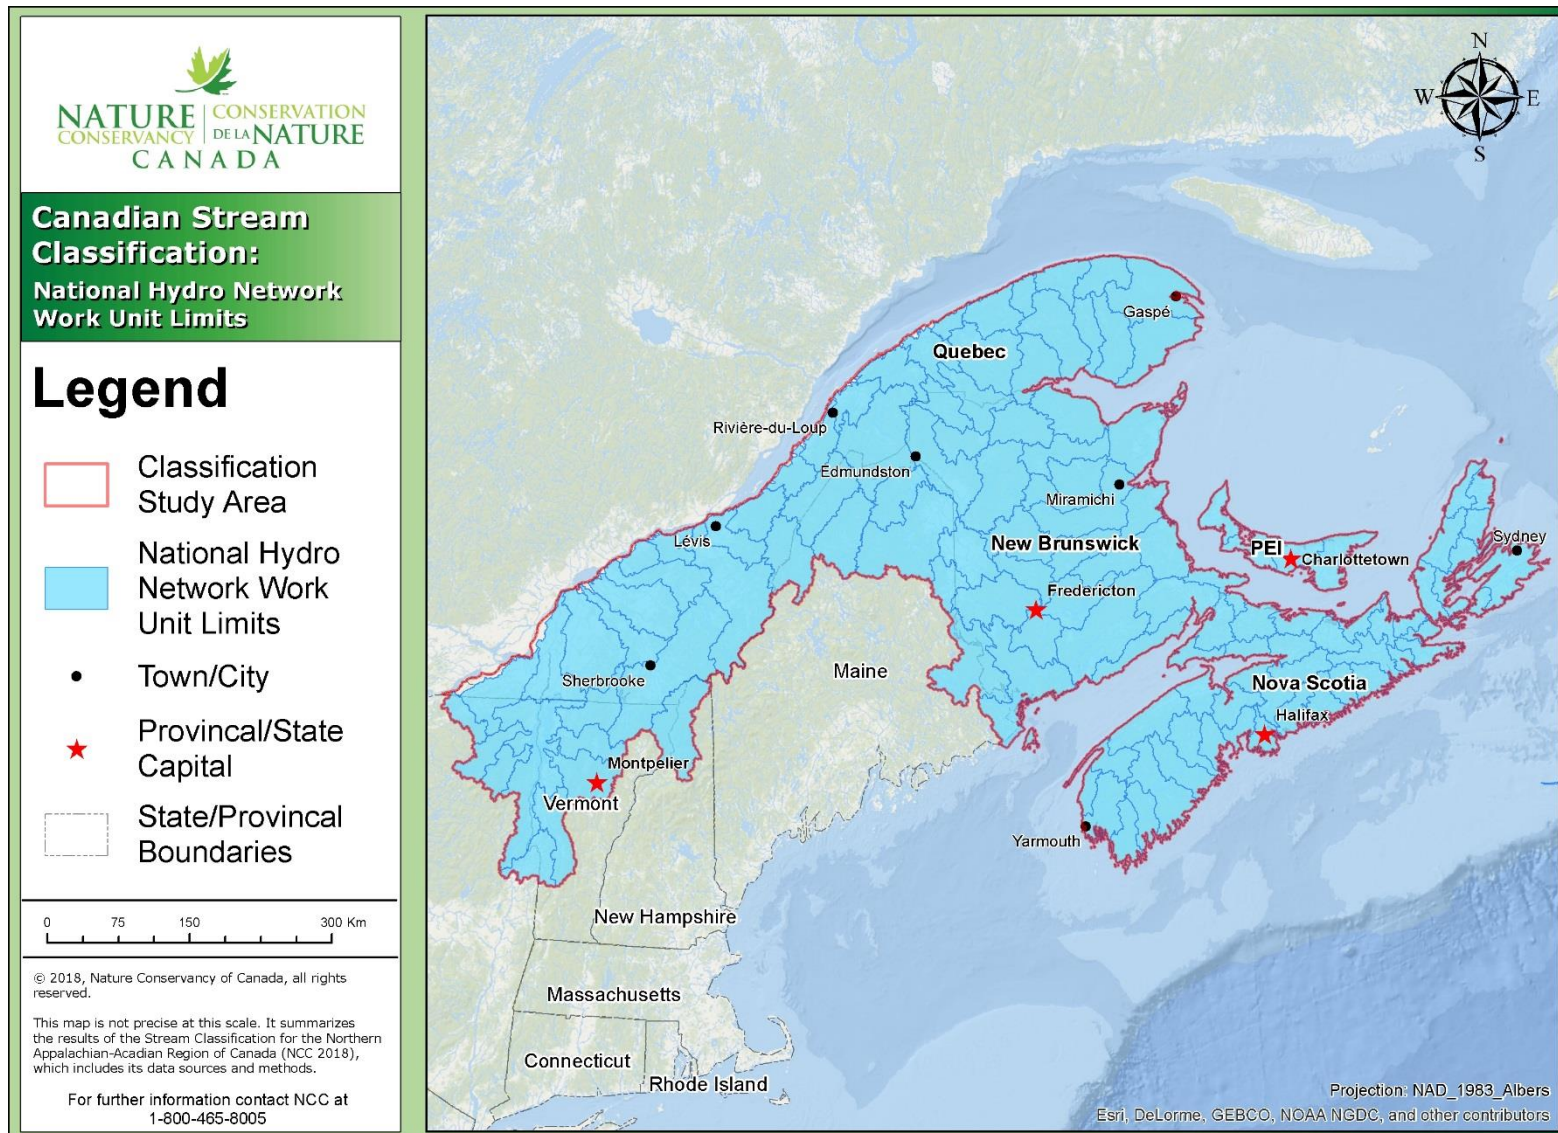 NATURE
CONSERVANCY
CONSERVATION
DE LA NATURE
CANADA
Canadian Stream
Classification:
National Hydro Network
Work Unit Limits
Legend
Classification
Study Area
National Hydro
Network Work
Unit Limits
Town/City
Provincal/State
Capital
State/Provincal
Boundaries
0 75 150 300 Km
© 2018, Nature Conservancy of Canada, all rights
reserved.
This map is not precise at this scale. It summarizes
the results of the Stream Classification for the Northern
Appalachian-Acadian Region of Canada (NCC 2018),
which includes its data sources and methods.
For further information contact NCC at
1-800-465-8005
N
W E
S
Gaspé
Quebec
Rivière-du-Loup
Edmundston
Miramichi
Lévis
New Brunswick
PEI
Charlottetown
Sydney
Fredericton
Maine
Sherbrooke
Nova Scotia
Halifax
Montpelier
Vermont
Yarmouth
New Hampshire
Massachusetts
Connecticut
Rhode Island
Projection: NAD_1983_Albers
Esri, DeLorme, GEBCO, NOAA NGDC, and other contributors